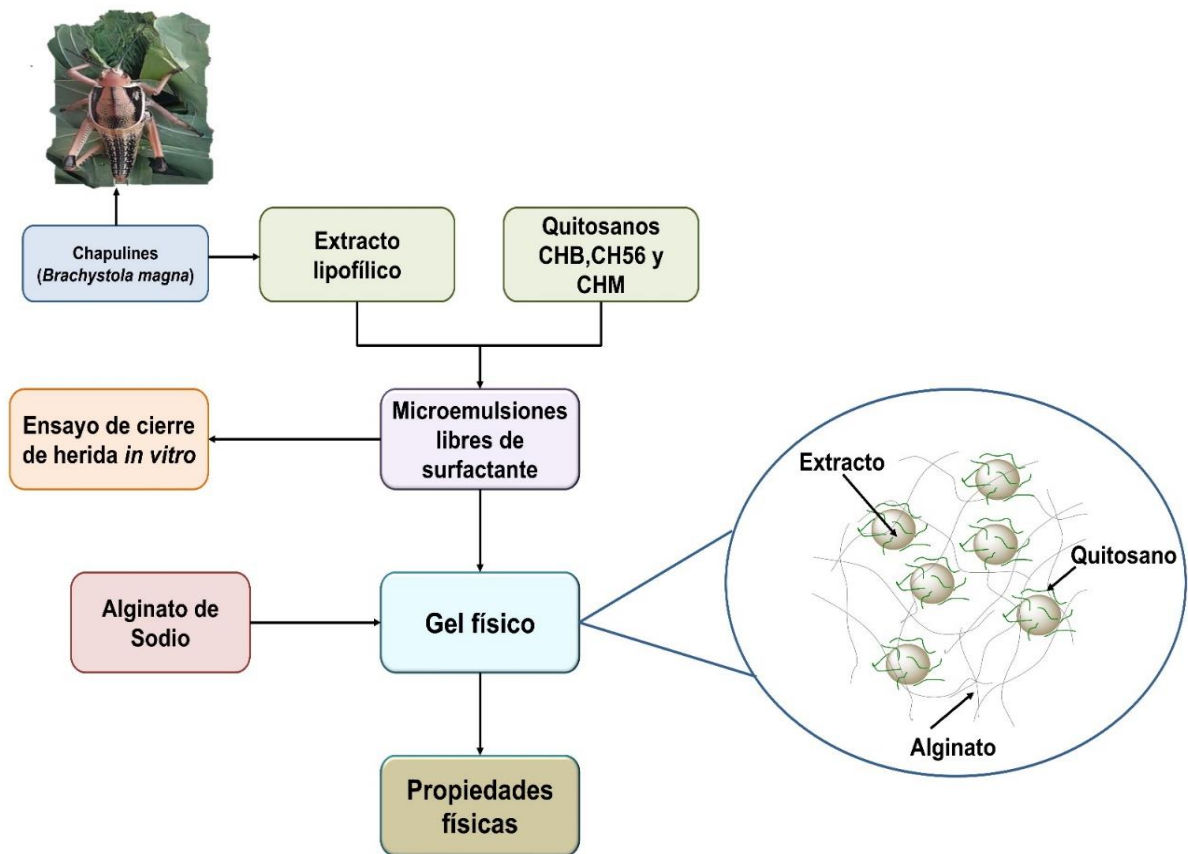 Chapulines
(Brachystola magna)
Extracto
lipofílico
Quitosanos
CHB,CH56 y
CHM
Ensayo de cierre
de herida in vitro
Microemulsiones
libres de
surfactante
Alginato de
Sodio
Gel físico
Propiedades
físicas
Extracto
Quitosano
Alginato